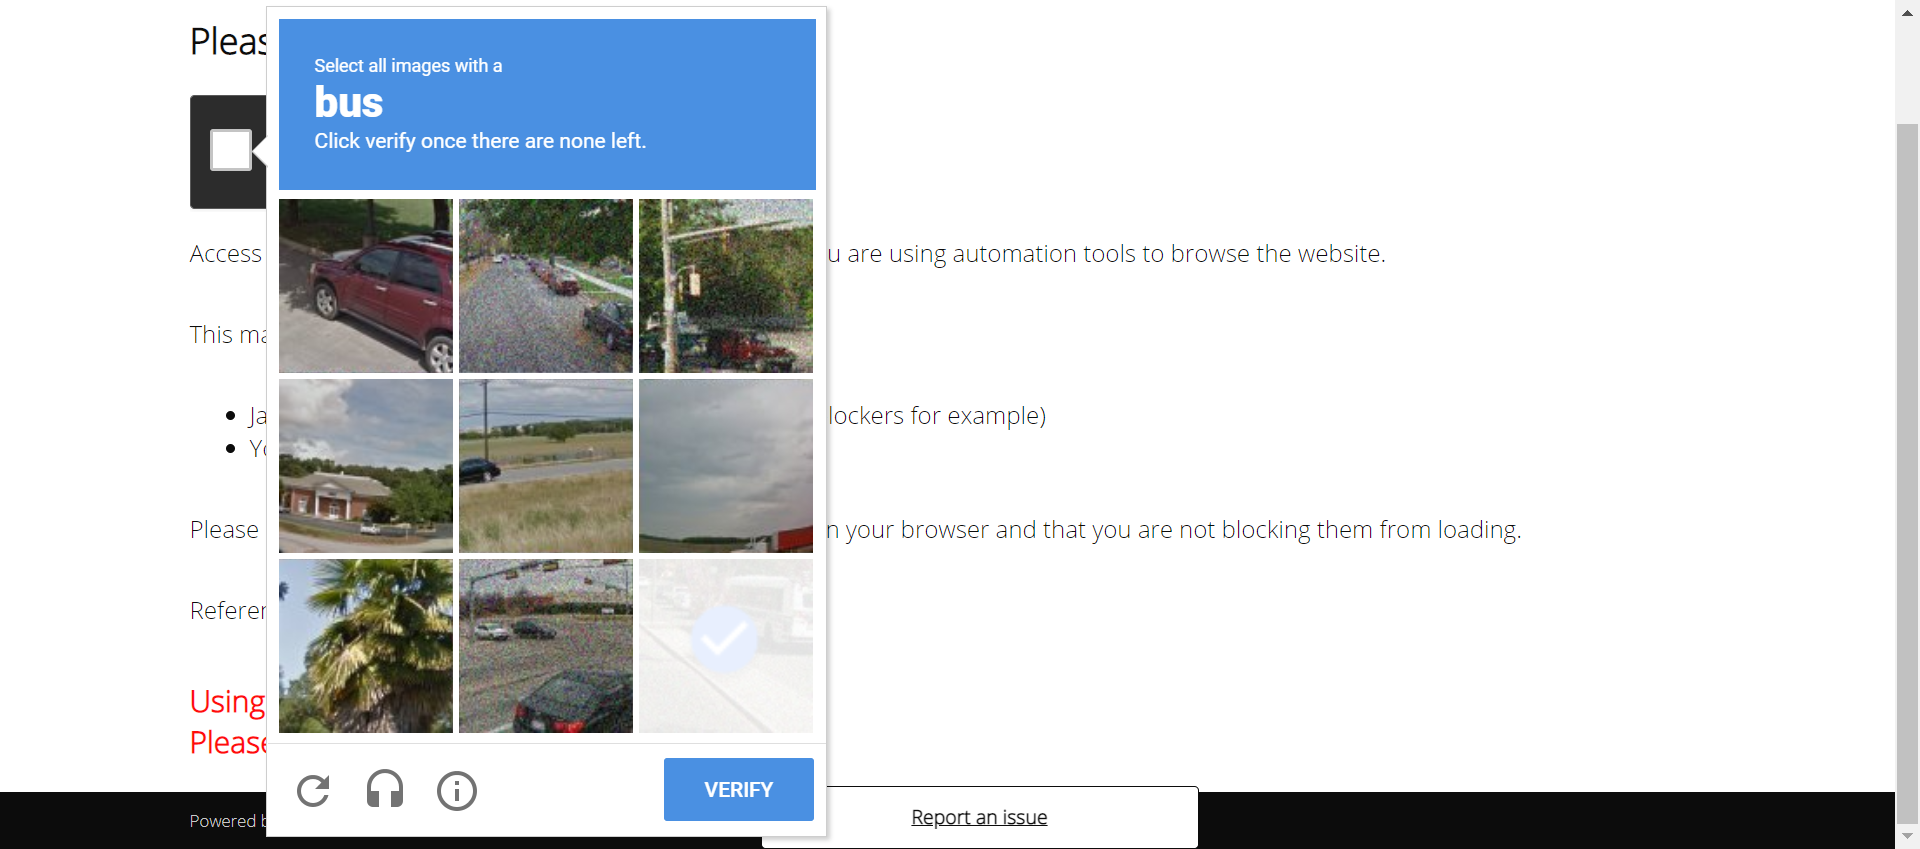 Pleas
Select all images with a
bus
Click verify once there are none left.
Access
u are using automation tools to browse the website.
This ma
Ja
lockers for example)
Yo
Please
n your browser and that you are not blocking them from loading.
Referen
Using
Please
VERIFY
Powered b
Report an issue